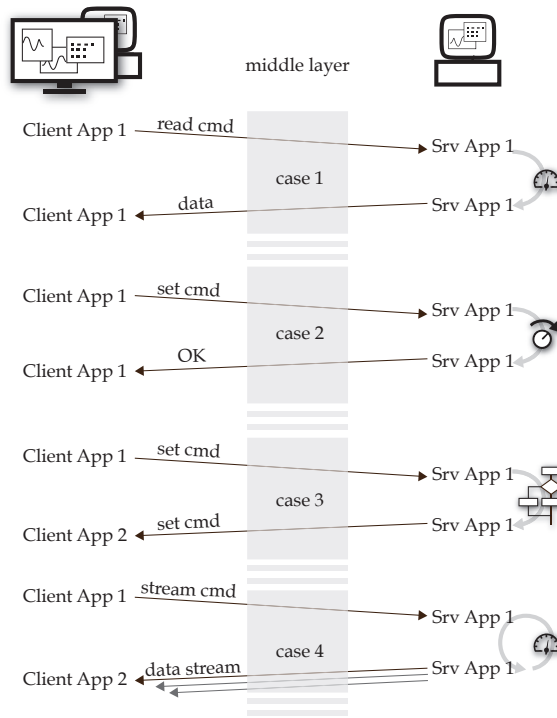 middle layer
Client App 1
read cmd
Srv App 1
case 1
Client App 1
data
Srv App 1
Client App 1
set cmd
Srv App 1
case 2
Client App 1
OK
Srv App 1
Client App 1
set cmd
Srv App 1
case 3
Client App 2
set cmd
Srv App 1
Client App 1
stream cmd
Srv App 1
case 4
Client App 2
data stream
Srv App 1